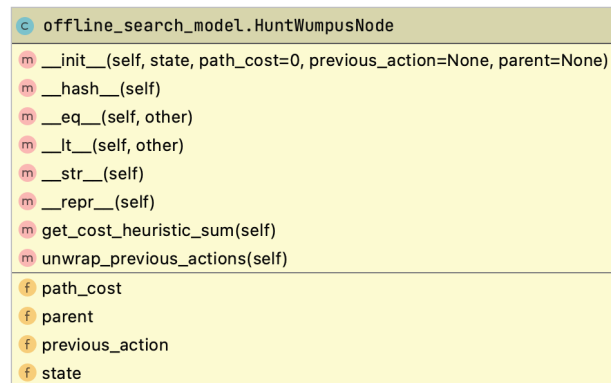 c offline_search_model.HuntWumpusNode
m __init__(self, state, path_cost=0, previous_action=None, parent=None)
m __hash__(self)
m __eq__(self, other)
m __lt__(self, other)
m __str__(self)
m __repr__(self)
m get_cost_heuristic_sum(self)
m unwrap_previous_actions(self)
f path_cost
f parent
f previous_action
f state